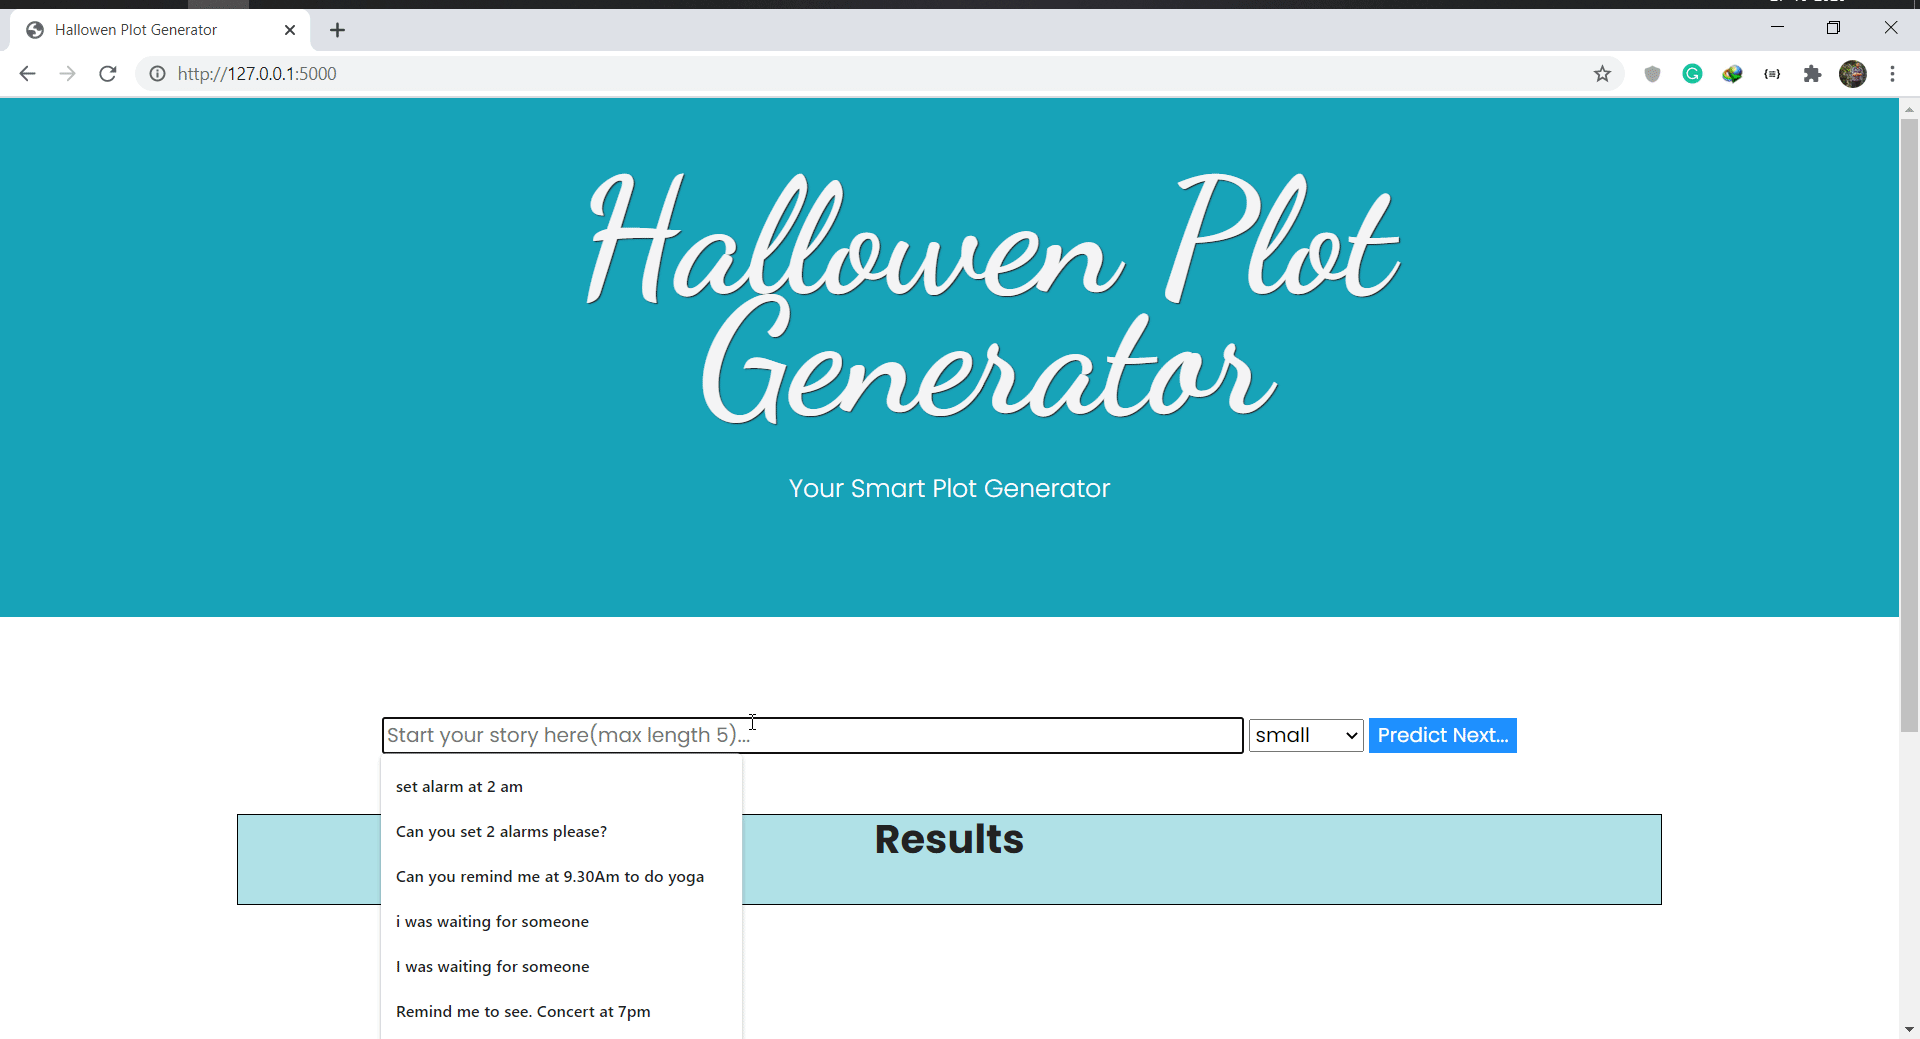 Hallowen Plot Generator
http://127.0.0.1:5000
Hallowen Plot
Generator
Your Smart Plot Generator
Start your story here(max length 5)...
small
Predict Next...
set alarm at 2 am
Can you set 2 alarms please?
Can you remind me at 9.30Am to do yoga
i was waiting for someone
I was waiting for someone
Remind me to see. Concert at 7pm
Results